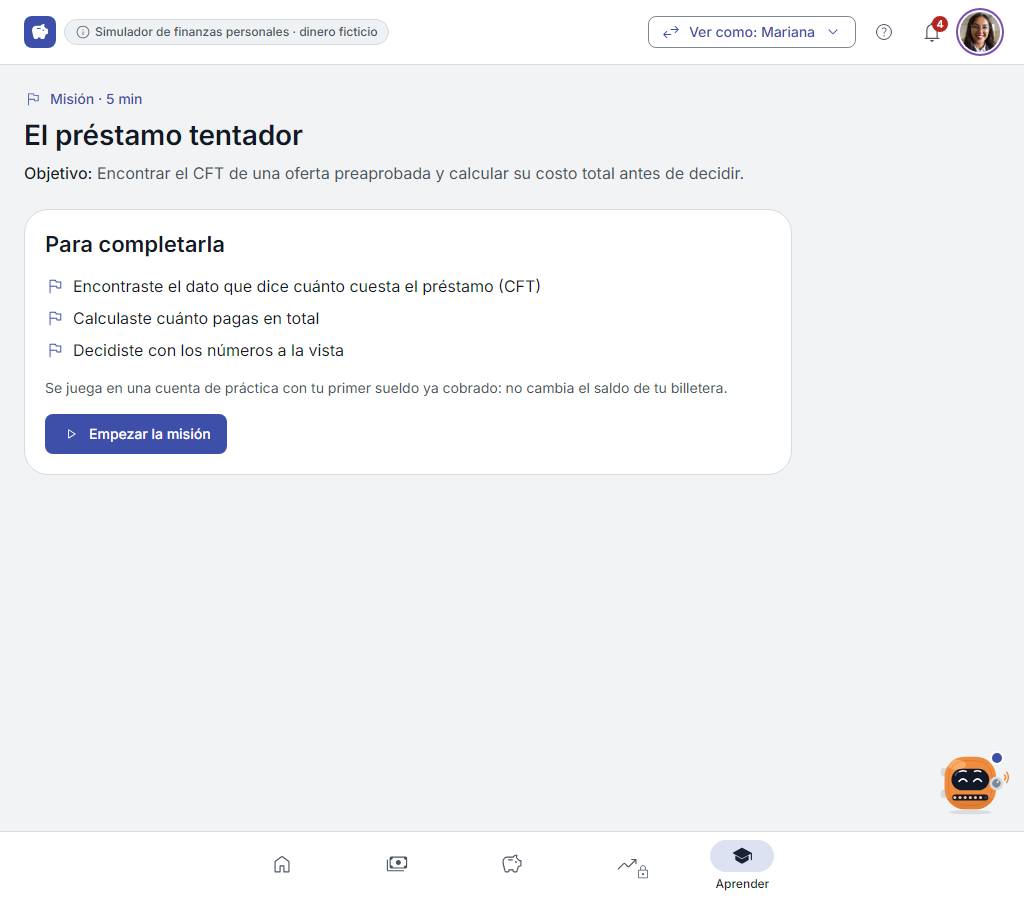 Simulador de finanzas personales · dinero ficticio
Ver como: Mariana
4
Misión · 5 min
El préstamo tentador
Objetivo: Encontrar el CFT de una oferta preaprobada y calcular su costo total antes de decidir.
Para completarla
Encontraste el dato que dice cuánto cuesta el préstamo (CFT)
Calculaste cuánto pagas en total
Decidiste con los números a la vista
Se juega en una cuenta de práctica con tu primer sueldo ya cobrado: no cambia el saldo de tu billetera.
Empezar la misión
Aprender